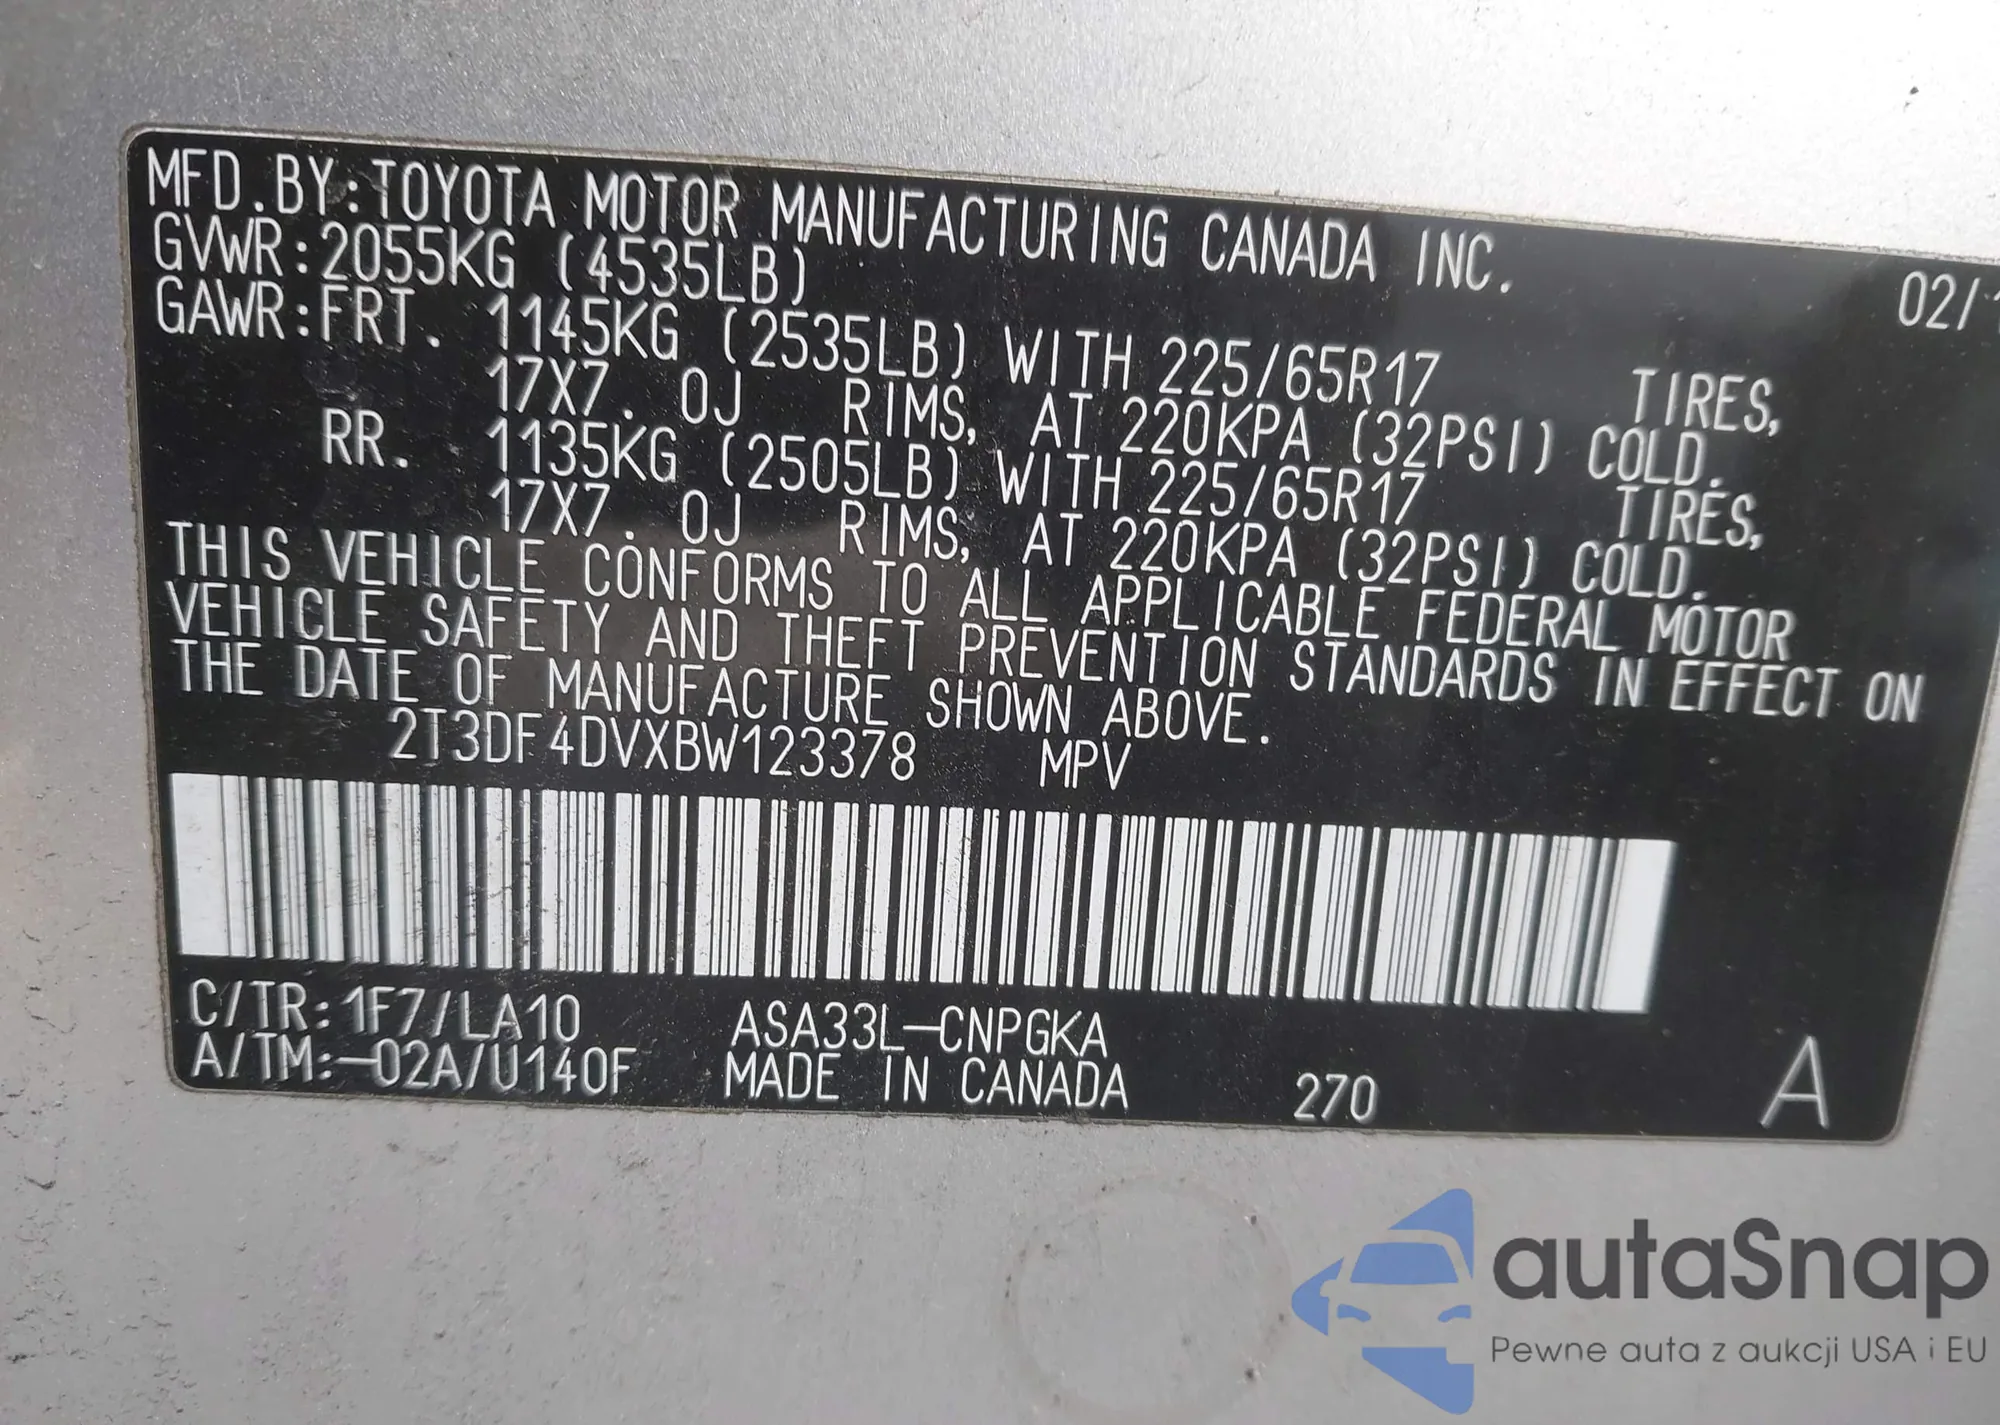 MFD.BY:TOYOTA MOTOR MANUFACTURING CANADA INC. 02/1
GVWR:2055KG (4535LB)
GAWR:FRT. 1145KG (2535LB) WITH 225/65R17 TIRES,
17X7.0J RIMS, AT 220KPA (32PSI) COLD.
RR. 1135KG (2505LB) WITH 225/65R17 TIRES,
17X7.0J RIMS, AT 220KPA (32PSI) COLD.
THIS VEHICLE CONFORMS TO ALL APPLICABLE FEDERAL MOTOR
VEHICLE SAFETY AND THEFT PREVENTION STANDARDS IN EFFECT ON
THE DATE OF MANUFACTURE SHOWN ABOVE.
2T3DF4DVXBW123378 MPV
C/TR:1F7/LA10 ASA33L-CNPGKA
A/TM:-02A/U140F MADE IN CANADA 270 A
autaSnap
Pewne auta z aukcji USA i EU